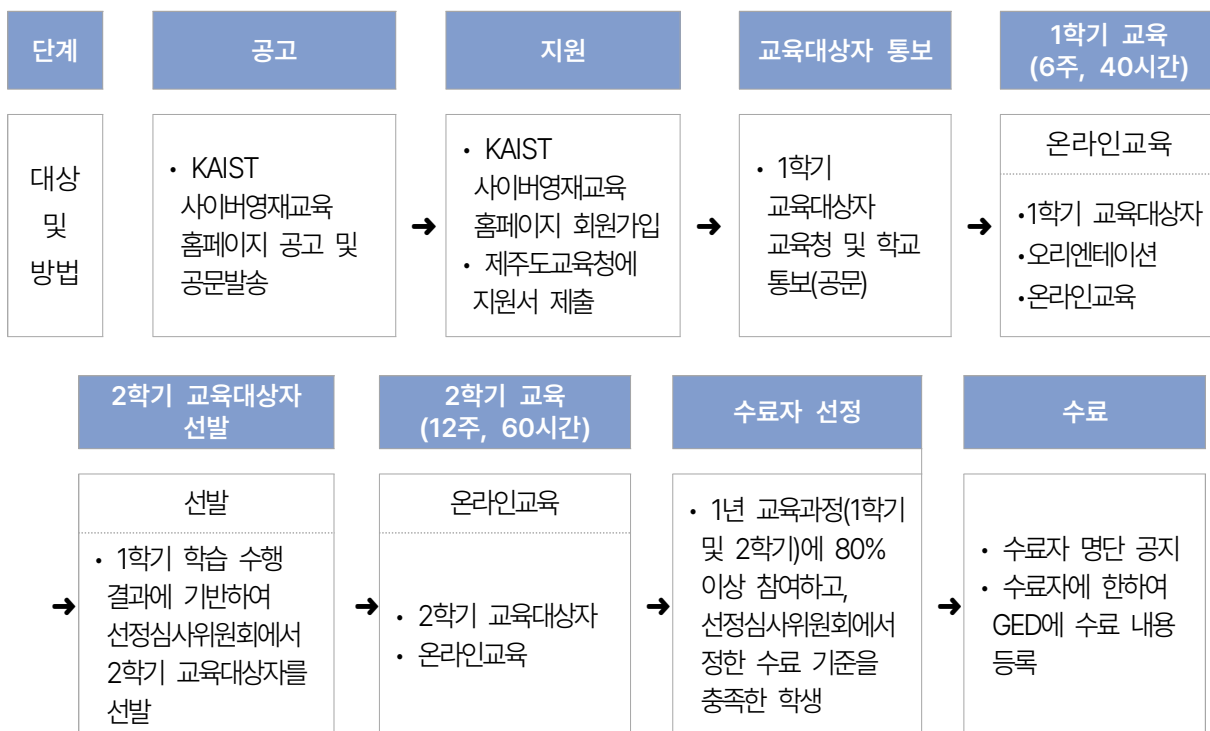 단계
공고
지원
교육대상자 통보
1학기 교육
(6주, 40시간)
대상
및
방법
• KAIST
사이버영재교육
홈페이지 공고 및
공문발송
➜
• KAIST
사이버영재교육
홈페이지 회원가입
• 제주도교육청에
지원서 제출
➜
• 1학기
교육대상자
교육청 및 학교
통보(공문)
➜
온라인교육
•1학기 교육대상자
•오리엔테이션
•온라인교육
2학기 교육대상자
선발
2학기 교육
(12주, 60시간)
수료자 선정
수료
➜
선발
• 1학기 학습 수행
결과에 기반하여
선정심사위원회에서
2학기 교육대상자를
선발
➜
온라인교육
• 2학기 교육대상자
• 온라인교육
➜
• 1년 교육과정(1학기
및 2학기)에 80%
이상 참여하고,
선정심사위원회에서
정한 수료 기준을
충족한 학생
➜
• 수료자 명단 공지
• 수료자에 한하여
GED에 수료 내용
등록